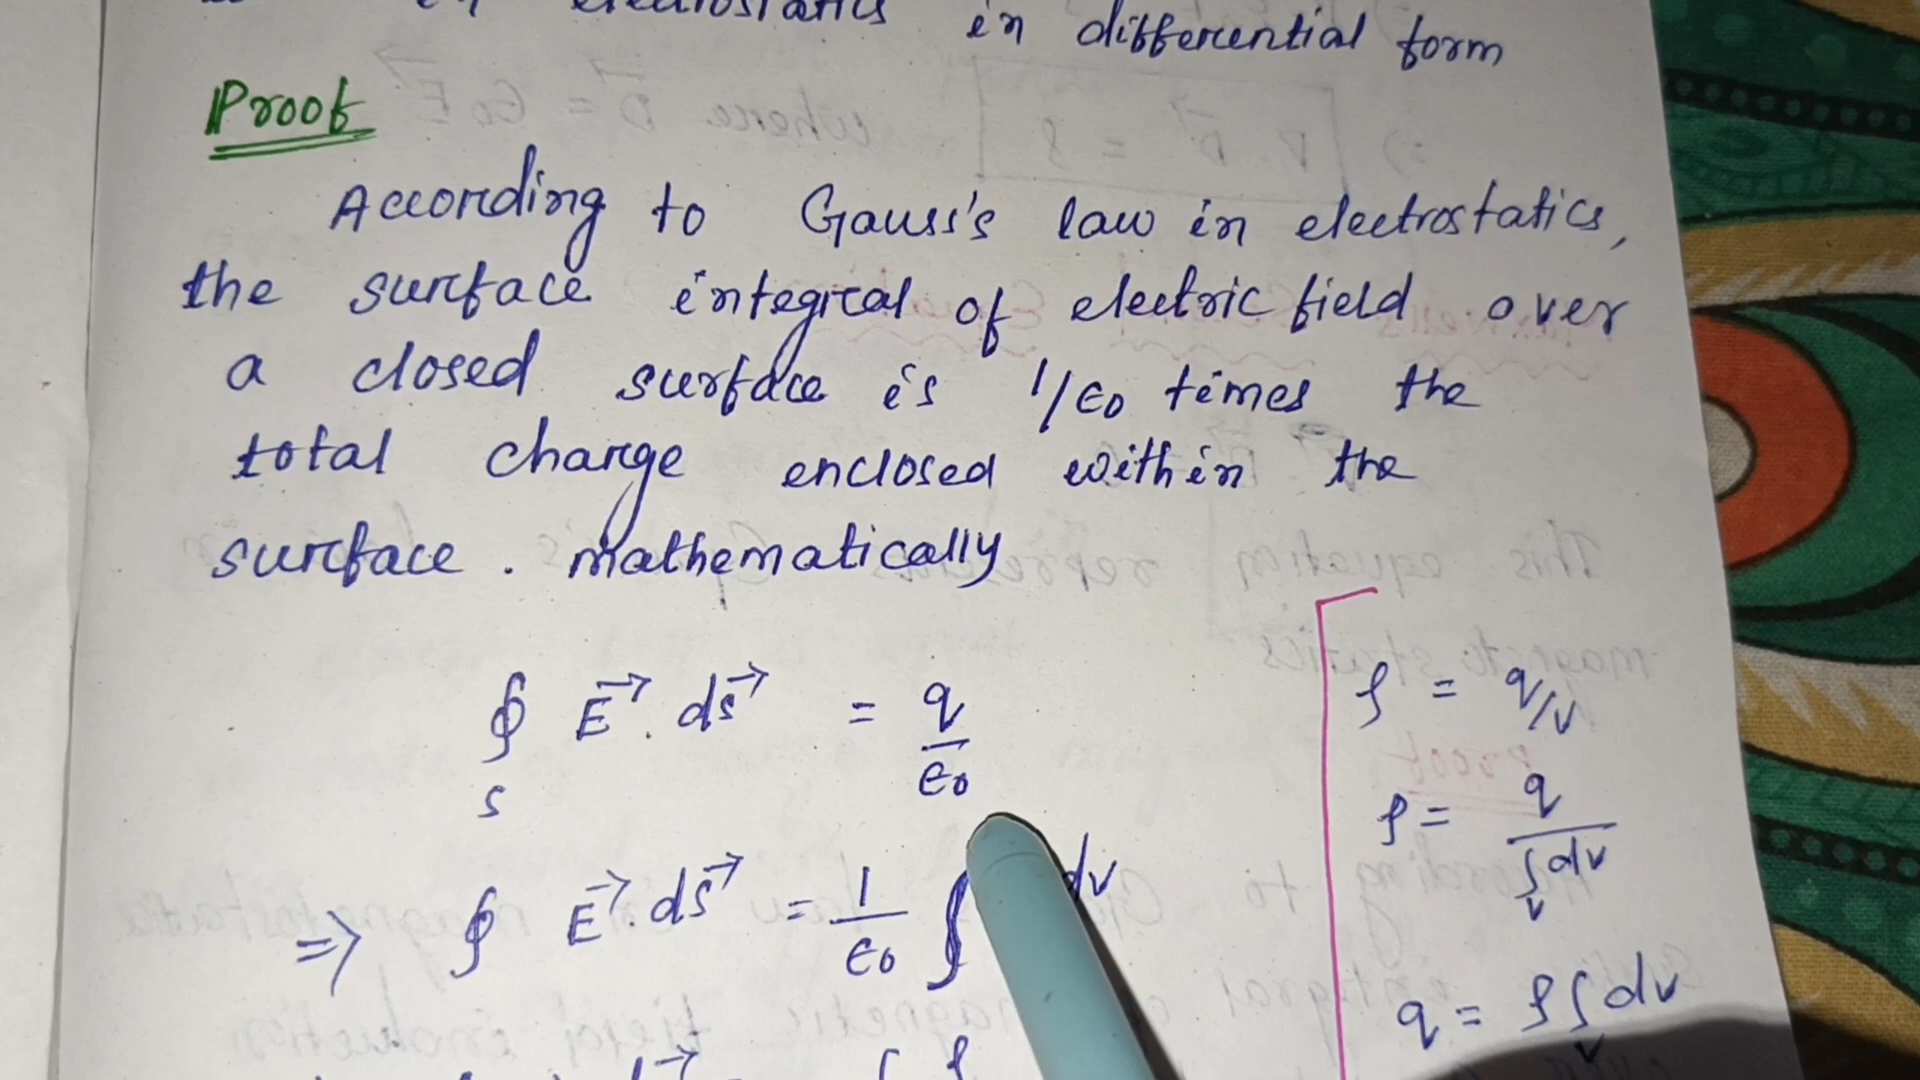 in electrostatics in differential form
Proof
According to Gauss's law in electrostatics,
the surface integral of electric field over
a closed surface is 1/ϵ0 times the
total charge enclosed within the
surface. mathematically
∮S E⃗. ds⃗ = q/ϵ0
=> ∮ E⃗. ds⃗ = 1/ϵ0 ∫ dv
ρ = q/v
ρ = q/∫v dv
q = ρ∫v dv